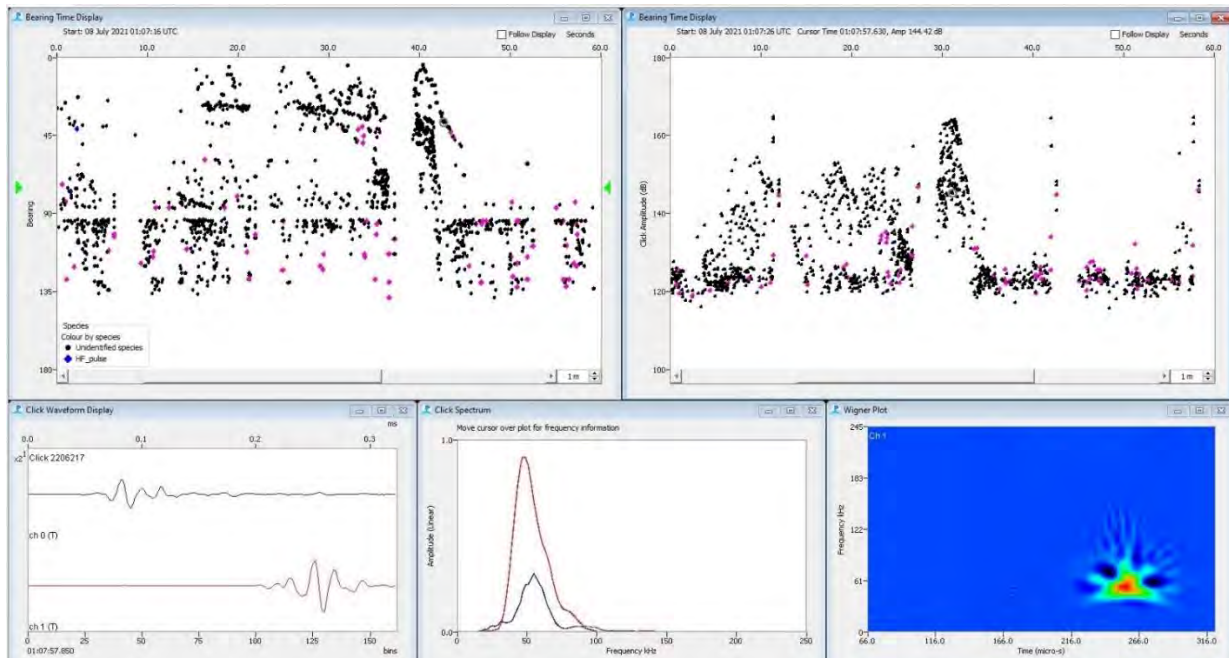 Bearing Time Display
Start: 08 July 2021 01:07:16 UTC
Follow Display Seconds
0.0 10.0 20.0 30.0 40.0 50.0 60.0
0
45
90
135
180
Bearing
Species
Colour by species
Unidentified species
HF_pulse
1 m
Bearing Time Display
Start: 08 July 2021 01:07:26 UTC. Cursor Time 01:07:57.630, Amp 144.42 dB
Follow Display Seconds
0.0 10.0 20.0 30.0 40.0 50.0 60.0
180
160
140
120
100
Click Amplitude (dB)
1 m
Click Waveform Display
ms
0.0 0.1 0.2 0.3
Click 2206217
ch 0 (T)
ch 1 (T)
0 25 50 75 100 125 150
01:07:57.850 bins
Click Spectrum
Move cursor over plot for frequency information
1.0
0.0
Amplitude (Linear)
0 50 100 150 200 250
Frequency kHz
Wigner Plot
Ch 1
245
183
122
61
0
Frequency kHz
66.0 116.0 166.0 216.0 266.0 316.0
Time (micro-s)